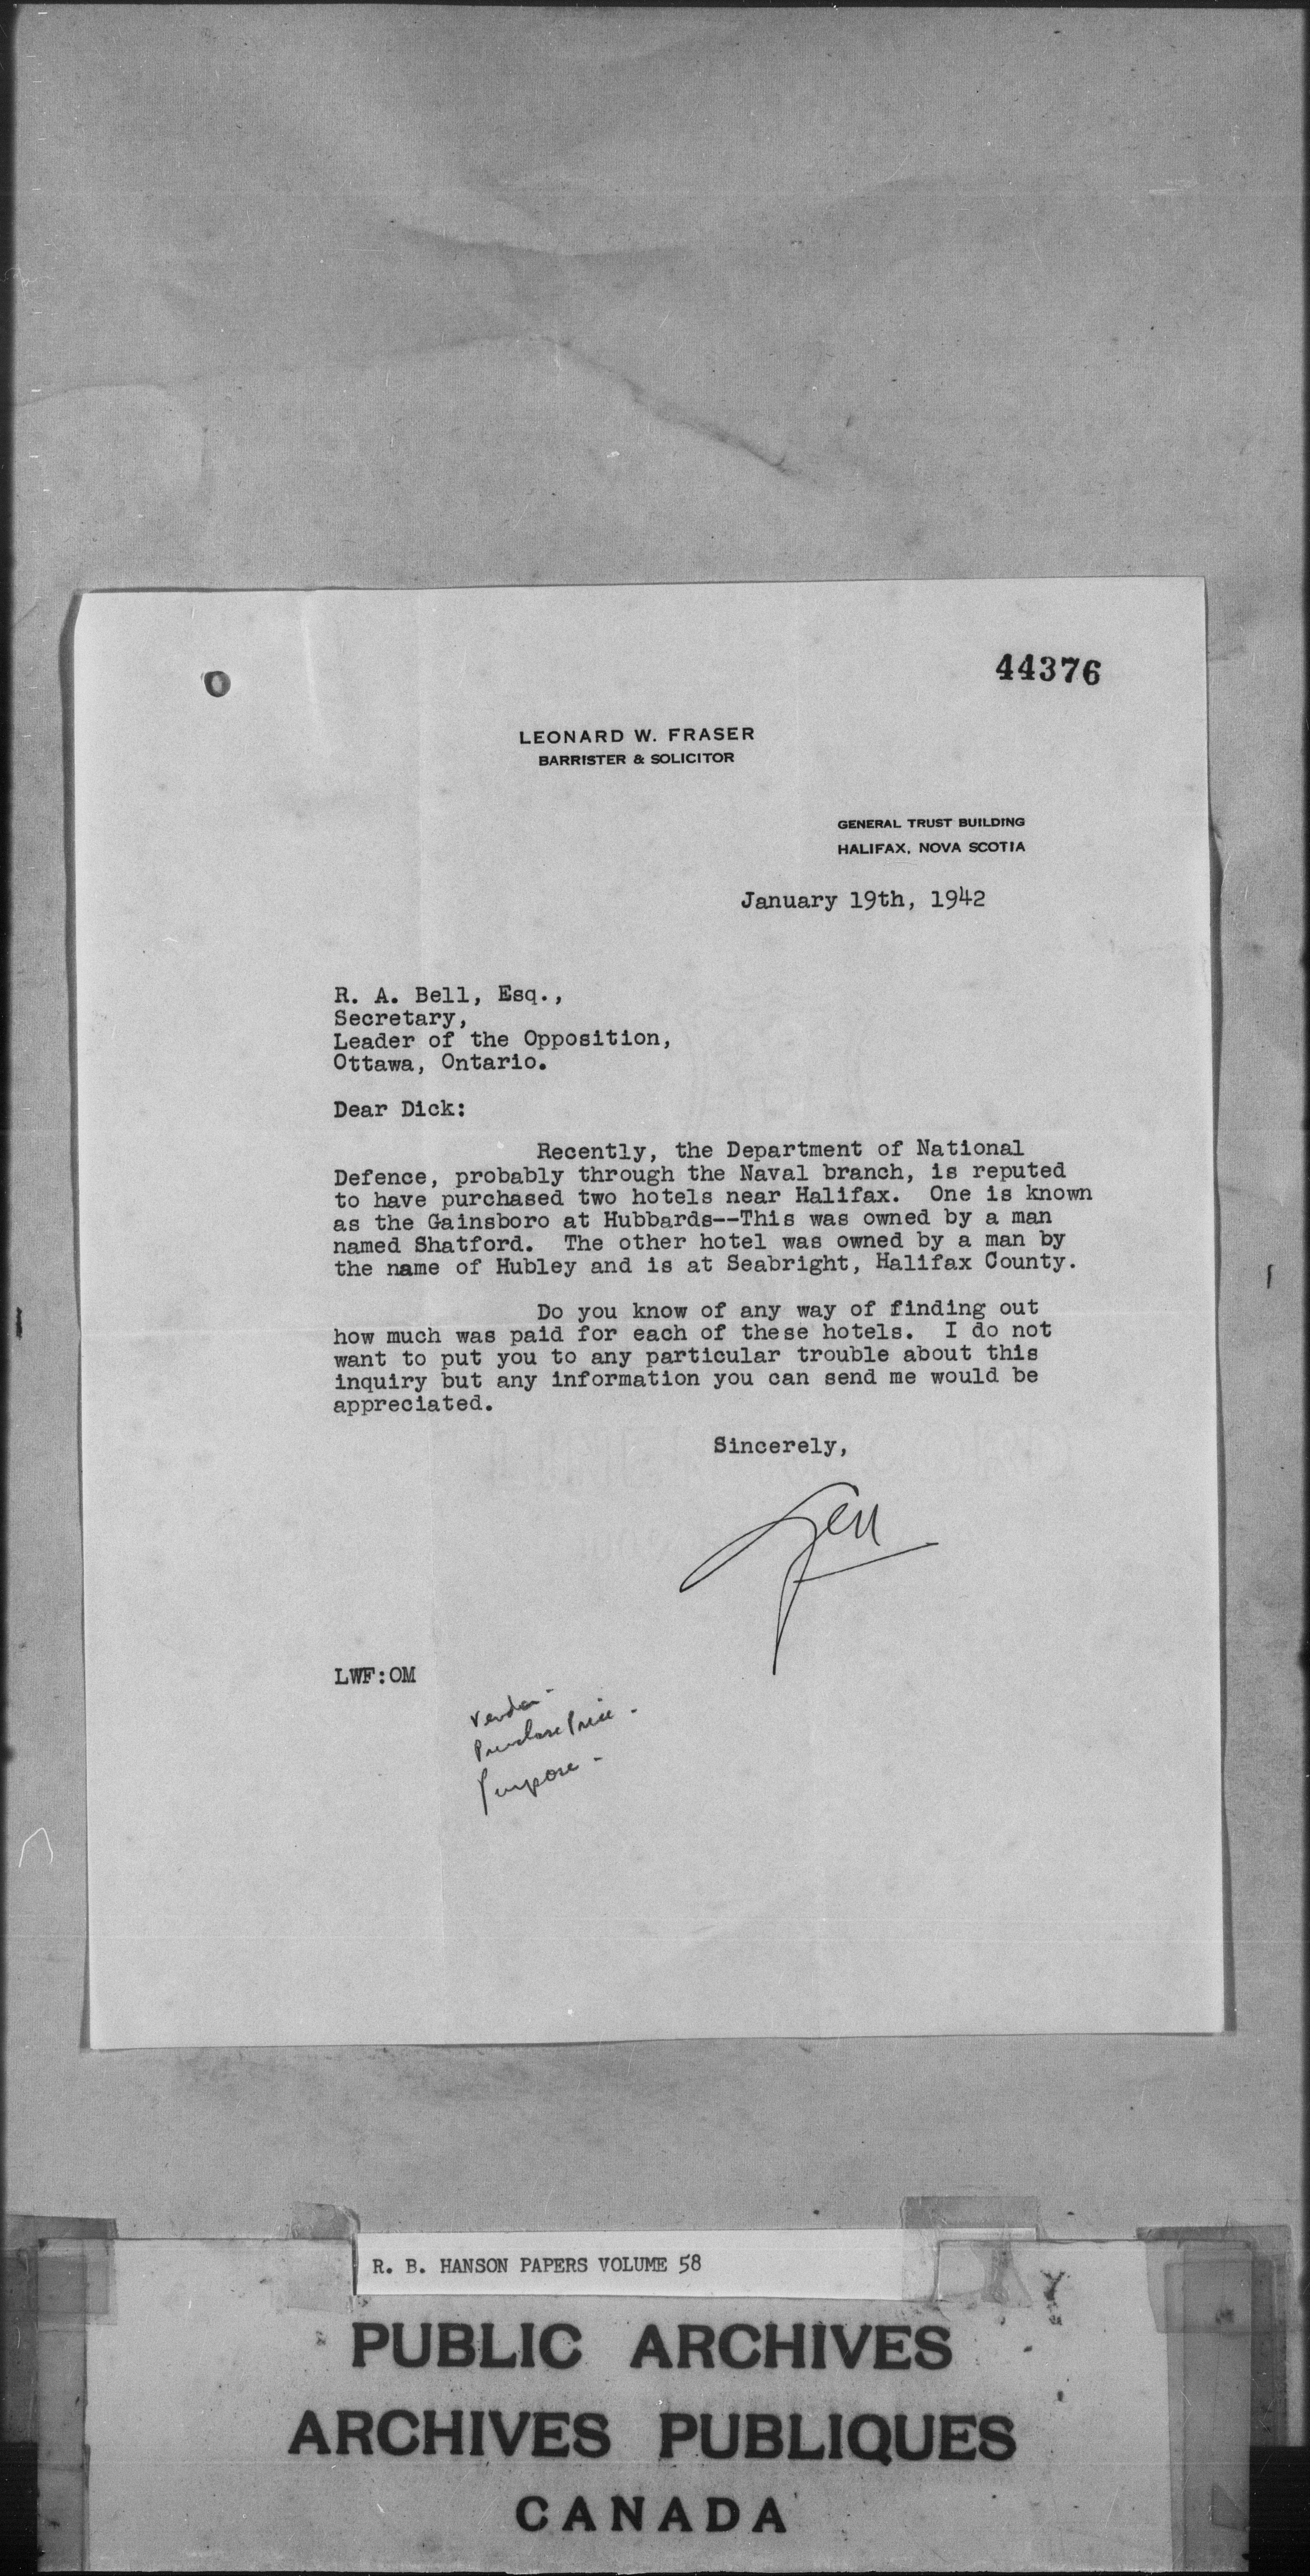 44376
LEONARD W. FRASER
BARRISTER & SOLICITOR
GENERAL TRUST BUILDING
HALIFAX, NOVA SCOTIA
January 19th, 1942
R. A. Bell, Esq.,
Secretary,
Leader of the Opposition,
Ottawa, Ontario.
Dear Dick:
Recently, the Department of National
Defence, probably through the Naval branch, is reputed
to have purchased two hotels near Halifax. One is known
as the Gainsboro at Hubbards--This was owned by a man
named Shatford. The other hotel was owned by a man by
the name of Hubley and is at Seabright, Halifax County.
Do you know of any way of finding out
how much was paid for each of these hotels. I do not
want to put you to any particular trouble about this
inquiry but any information you can send me would be
appreciated.
Sincerely,
Len
LWF:OM
Vendor -
Purchase Price -
Purpose -
R. B. HANSON PAPERS VOLUME 58
PUBLIC ARCHIVES
ARCHIVES PUBLIQUES
CANADA